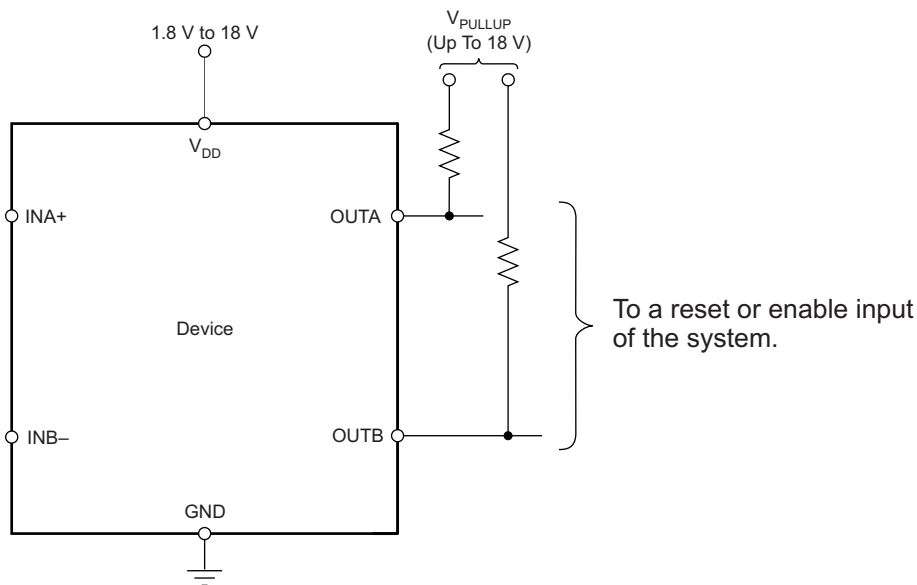 V_PULLUP
(Up To 18 V)
1.8 V to 18 V
V_DD
INA+
OUTA
Device
To a reset or enable input
of the system.
INB–
OUTB
GND